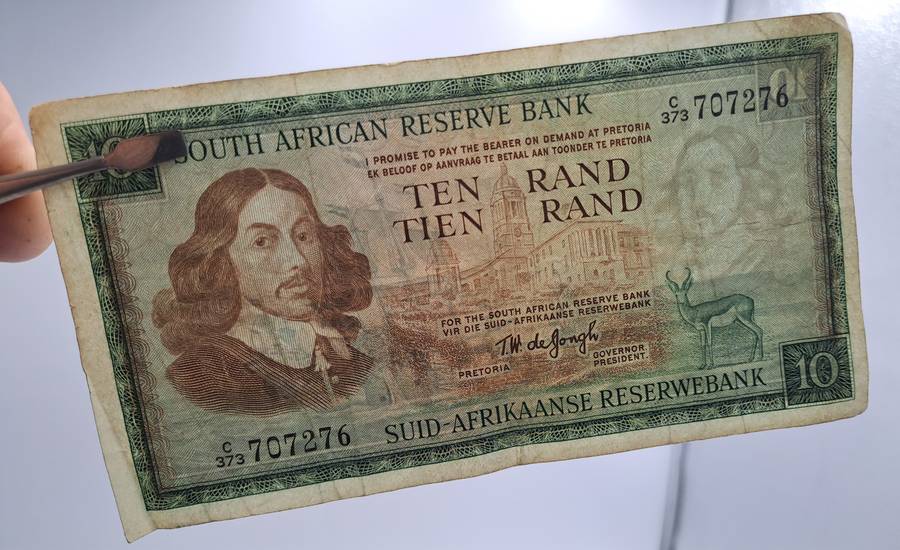 SOUTH AFRICAN RESERVE BANK
C/373 707276
I PROMISE TO PAY THE BEARER ON DEMAND AT PRETORIA
EK BELOOF OP AANVRAAG TE BETAAL AAN TOONDER TE PRETORIA
TEN RAND
TIEN RAND
FOR THE SOUTH AFRICAN RESERVE BANK
VIR DIE SUID-AFRIKAANSE RESERWEBANK
T.W. de Jongh
PRETORIA
GOVERNOR
PRESIDENT.
10
C/373 707276
SUID-AFRIKAANSE RESERWEBANK